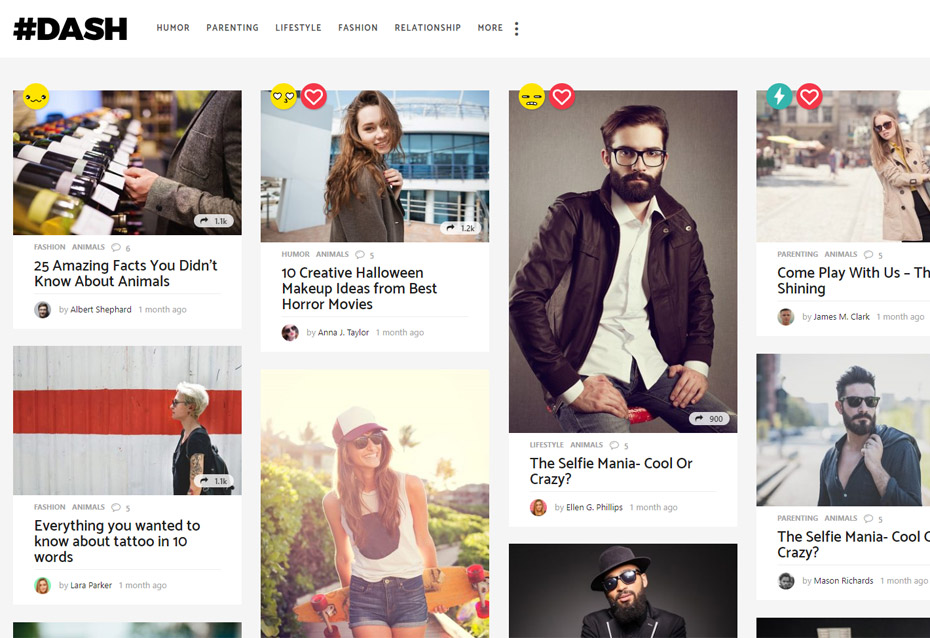 #DASH
HUMOR PARENTING LIFESTYLE FASHION RELATIONSHIP MORE
1.1k
FASHION ANIMALS 6
25 Amazing Facts You Didn't
Know About Animals
by Albert Shephard 1 month ago
1.1k
FASHION ANIMALS 5
Everything you wanted to
know about tattoo in 10
words
by Lara Parker 1 month ago
1.2k
HUMOR ANIMALS 5
10 Creative Halloween
Makeup Ideas from Best
Horror Movies
by Anna J. Taylor 1 month ago
900
LIFESTYLE ANIMALS 5
The Selfie Mania- Cool Or
Crazy?
by Ellen G. Phillips 1 month ago
PARENTING ANIMALS 5
Come Play With Us – Th
Shining
by James M. Clark 1 month ago
PARENTING ANIMALS 5
The Selfie Mania- Cool O
Crazy?
by Mason Richards 1 month ago